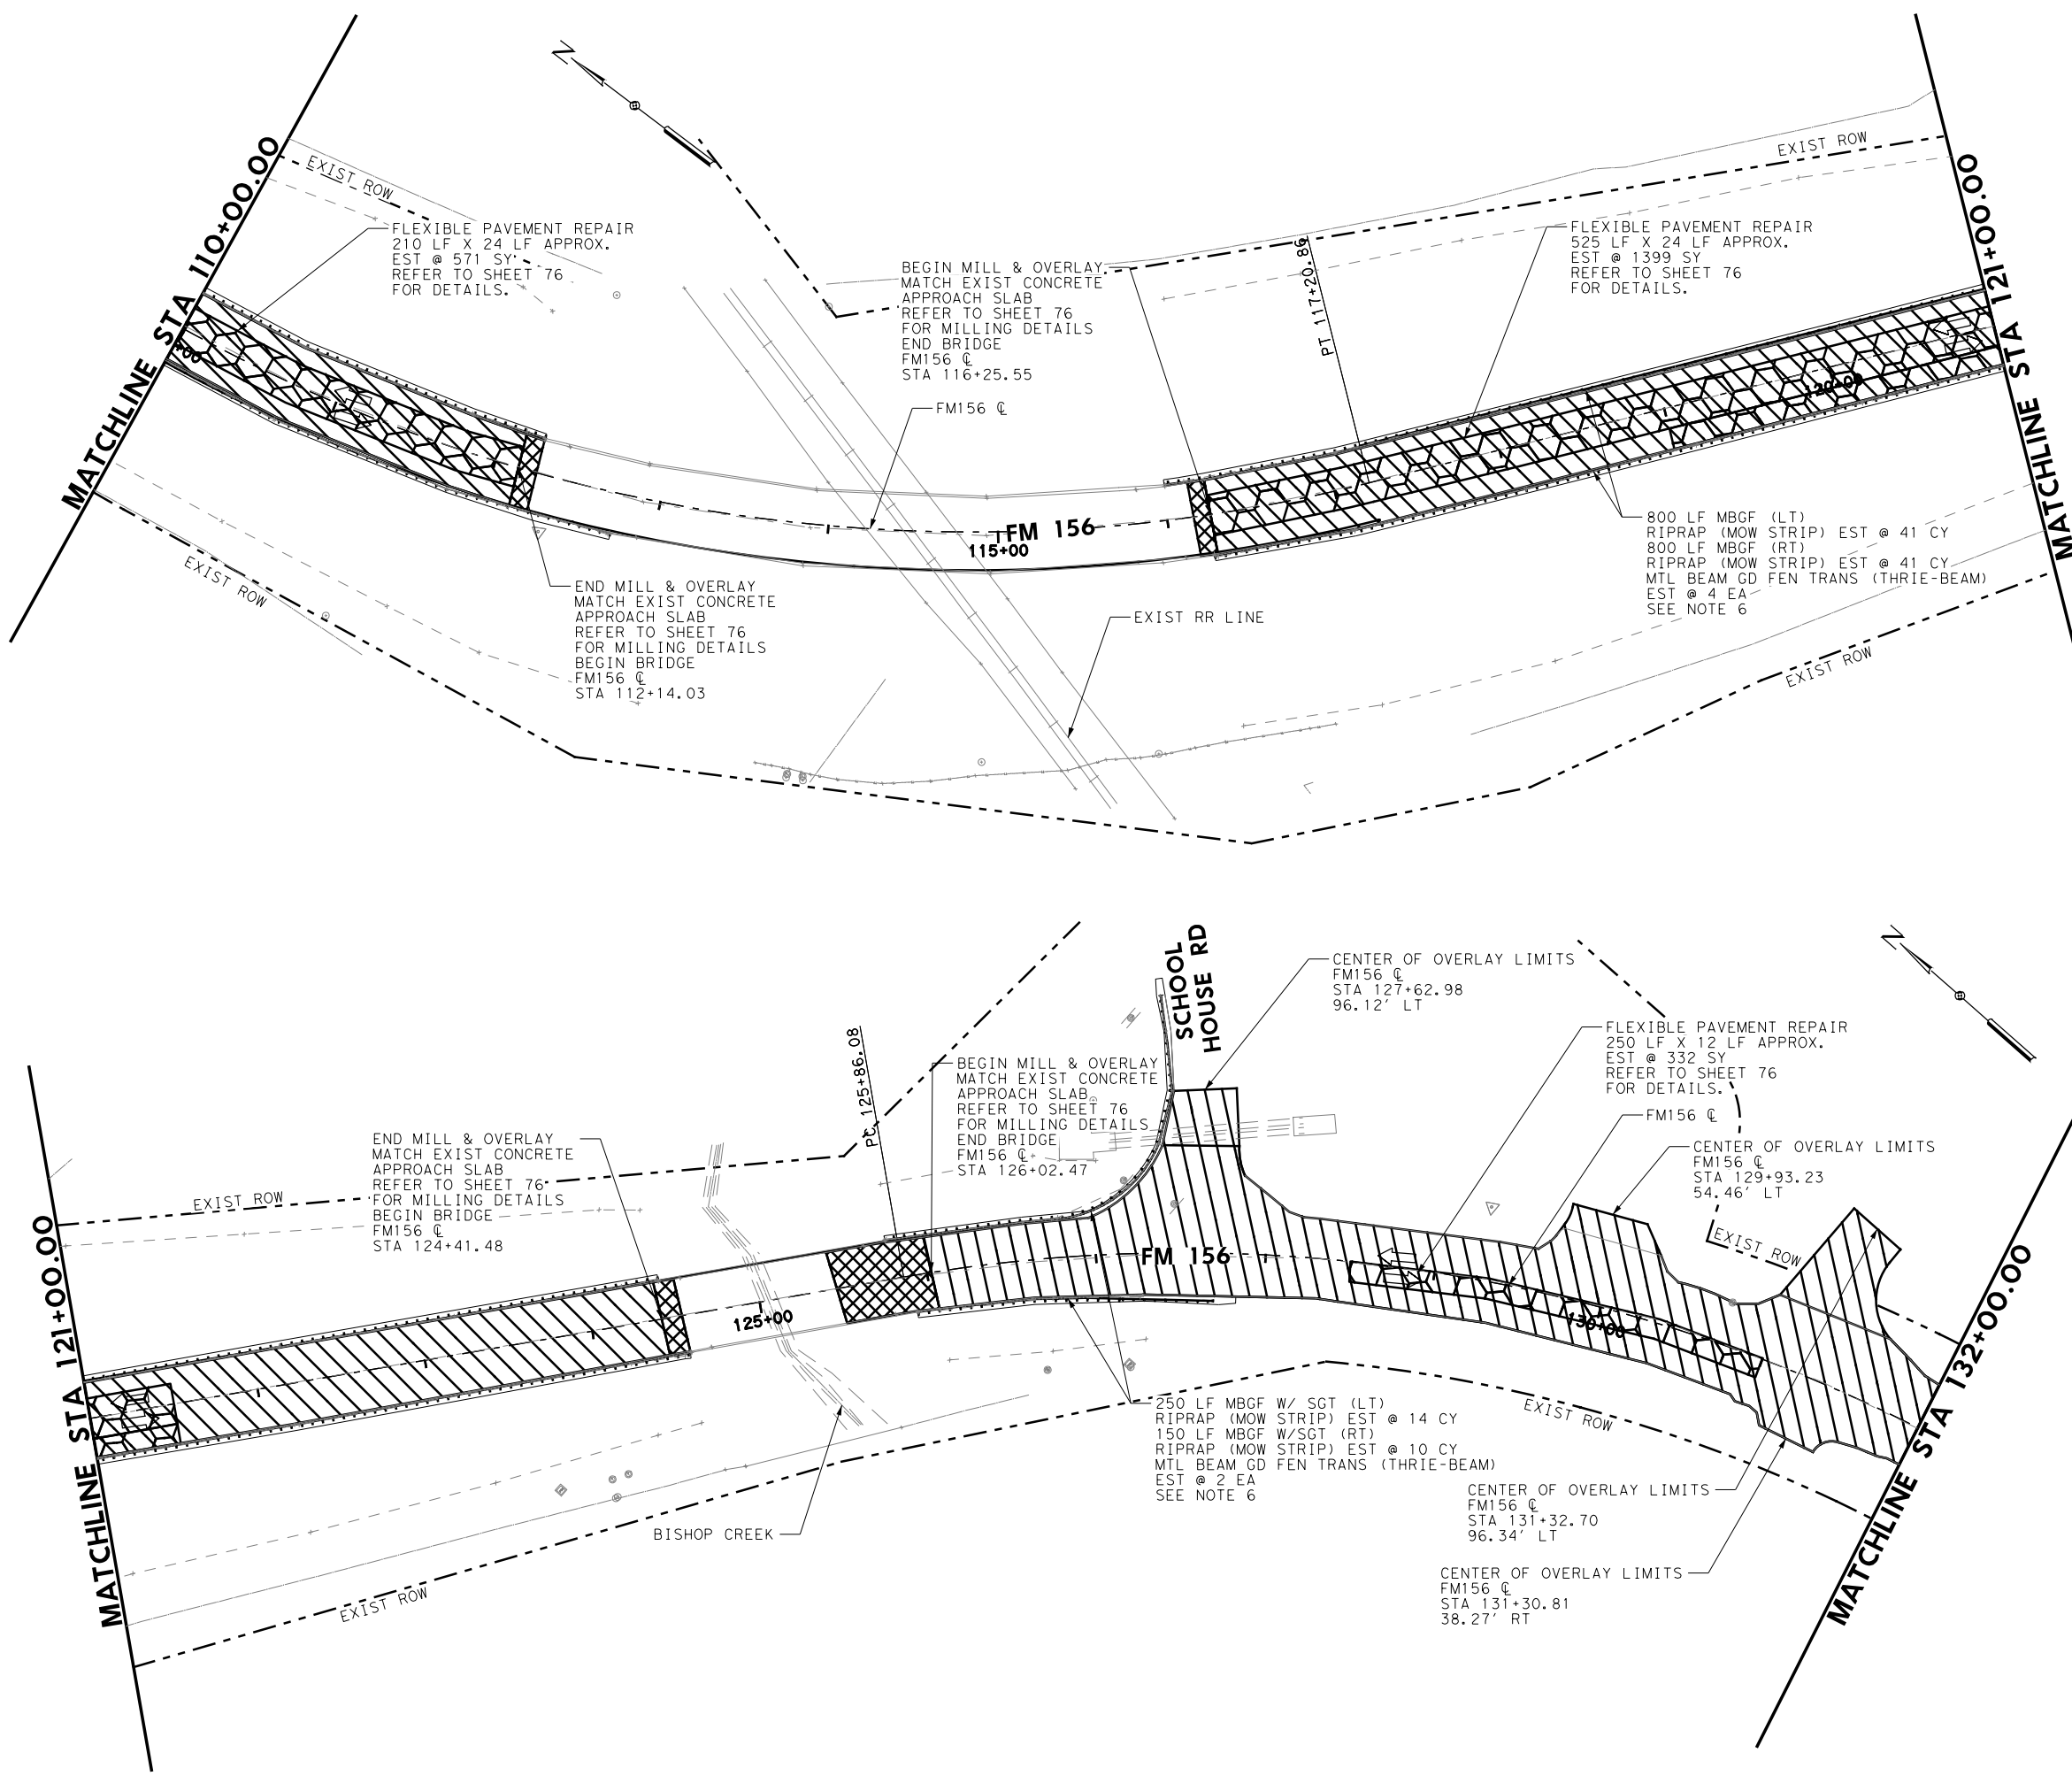 N
MATCHLINE STA 110+00.00
EXIST ROW
FLEXIBLE PAVEMENT REPAIR
210 LF X 24 LF APPROX.
EST @ 571 SY
REFER TO SHEET 76
FOR DETAILS.
+00
BEGIN MILL & OVERLAY
MATCH EXIST CONCRETE
APPROACH SLAB
REFER TO SHEET 76
FOR MILLING DETAILS
END BRIDGE
FM156 ℄
STA 116+25.55
FM156 ℄
PT 117+20.86
FLEXIBLE PAVEMENT REPAIR
525 LF X 24 LF APPROX.
EST @ 1399 SY
REFER TO SHEET 76
FOR DETAILS.
EXIST ROW
MATCHLINE STA 121+00.00
120+00
FM 156
115+00
800 LF MBGF (LT)
RIPRAP (MOW STRIP) EST @ 41 CY
800 LF MBGF (RT)
RIPRAP (MOW STRIP) EST @ 41 CY
MTL BEAM GD FEN TRANS (THRIE-BEAM)
EST @ 4 EA
SEE NOTE 6
EXIST ROW
END MILL & OVERLAY
MATCH EXIST CONCRETE
APPROACH SLAB
REFER TO SHEET 76
FOR MILLING DETAILS
BEGIN BRIDGE
FM156 ℄
STA 112+14.03
EXIST RR LINE
EXIST ROW
N
SCHOOL
HOUSE RD
CENTER OF OVERLAY LIMITS
FM156 ℄
STA 127+62.98
96.12' LT
FLEXIBLE PAVEMENT REPAIR
250 LF X 12 LF APPROX.
EST @ 332 SY
REFER TO SHEET 76
FOR DETAILS.
FM156 ℄
CENTER OF OVERLAY LIMITS
FM156 ℄
STA 129+93.23
54.46' LT
EXIST ROW
PC 125+86.08
BEGIN MILL & OVERLAY
MATCH EXIST CONCRETE
APPROACH SLAB
REFER TO SHEET 76
FOR MILLING DETAILS
END BRIDGE
FM156 ℄
STA 126+02.47
END MILL & OVERLAY
MATCH EXIST CONCRETE
APPROACH SLAB
REFER TO SHEET 76
FOR MILLING DETAILS
BEGIN BRIDGE
FM156 ℄
STA 124+41.48
EXIST ROW
MATCHLINE STA 121+00.00
125+00
FM 156
130+00
MATCHLINE STA 132+00.00
250 LF MBGF W/ SGT (LT)
RIPRAP (MOW STRIP) EST @ 14 CY
150 LF MBGF W/SGT (RT)
RIPRAP (MOW STRIP) EST @ 10 CY
MTL BEAM GD FEN TRANS (THRIE-BEAM)
EST @ 2 EA
SEE NOTE 6
EXIST ROW
CENTER OF OVERLAY LIMITS
FM156 ℄
STA 131+32.70
96.34' LT
CENTER OF OVERLAY LIMITS
FM156 ℄
STA 131+30.81
38.27' RT
BISHOP CREEK
EXIST ROW